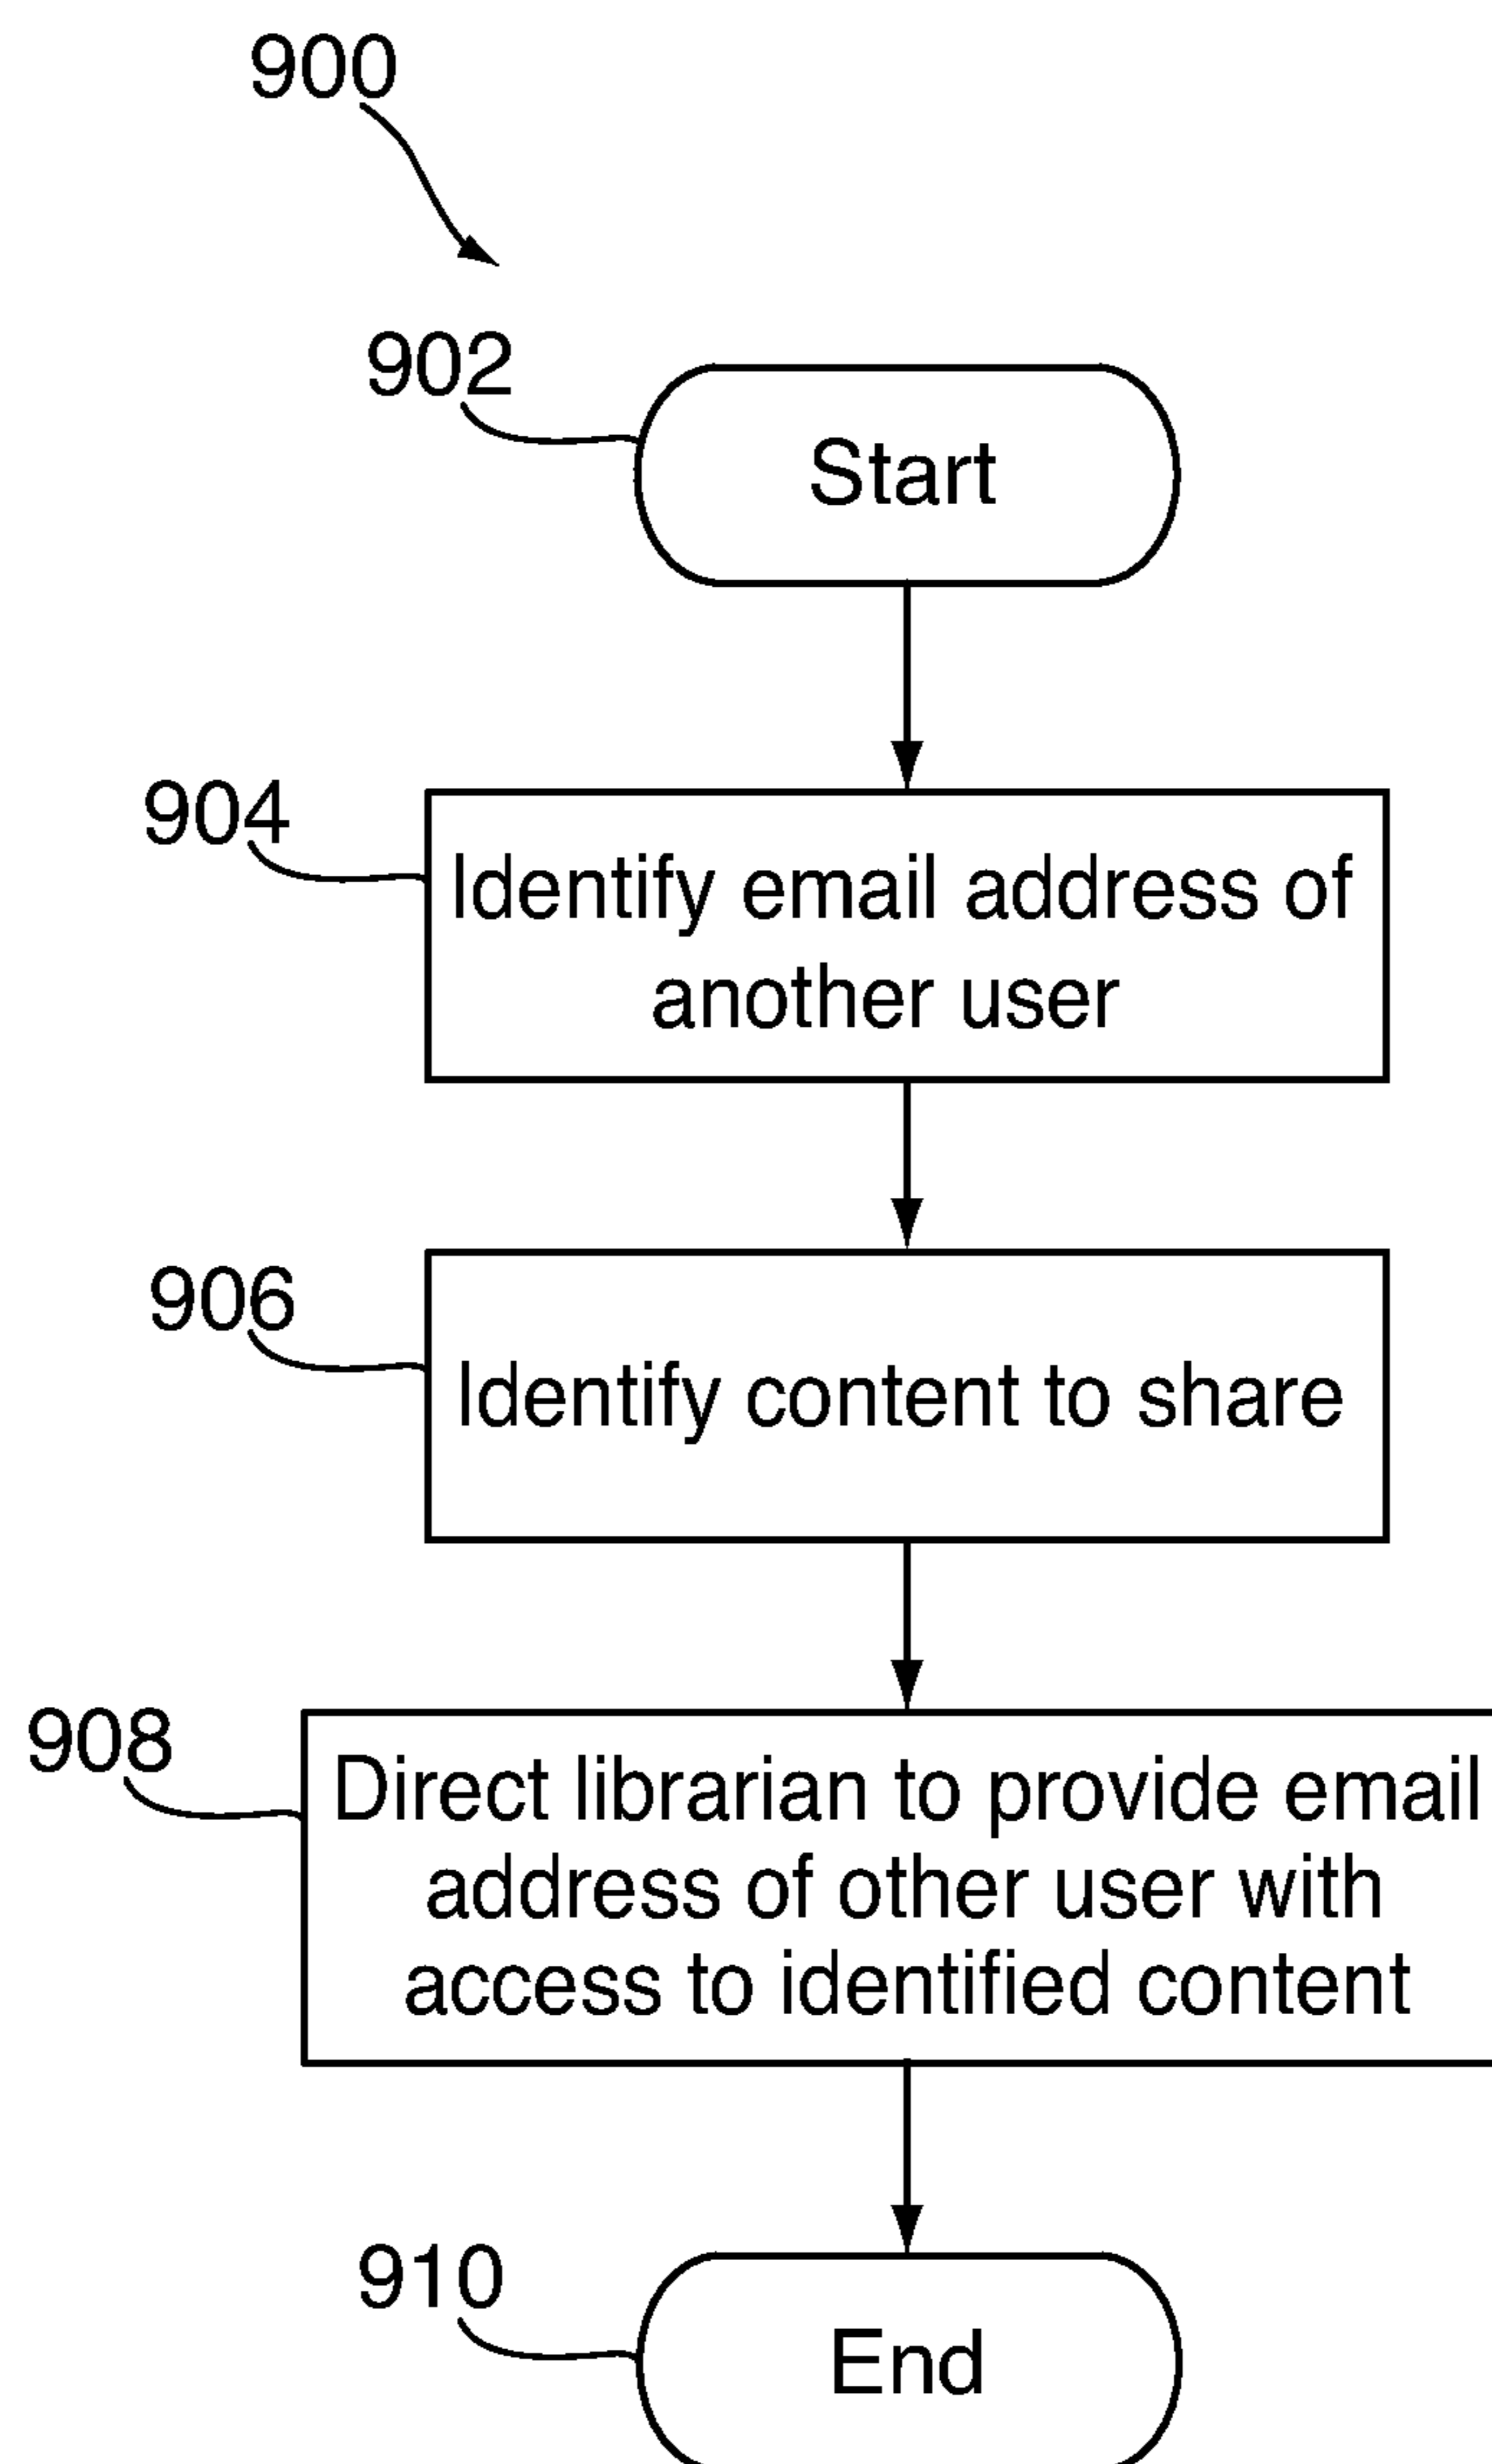 900
902
Start
904
Identify email address of
another user
906
Identify content to share
908
Direct librarian to provide email
address of other user with
access to identified content
910
End